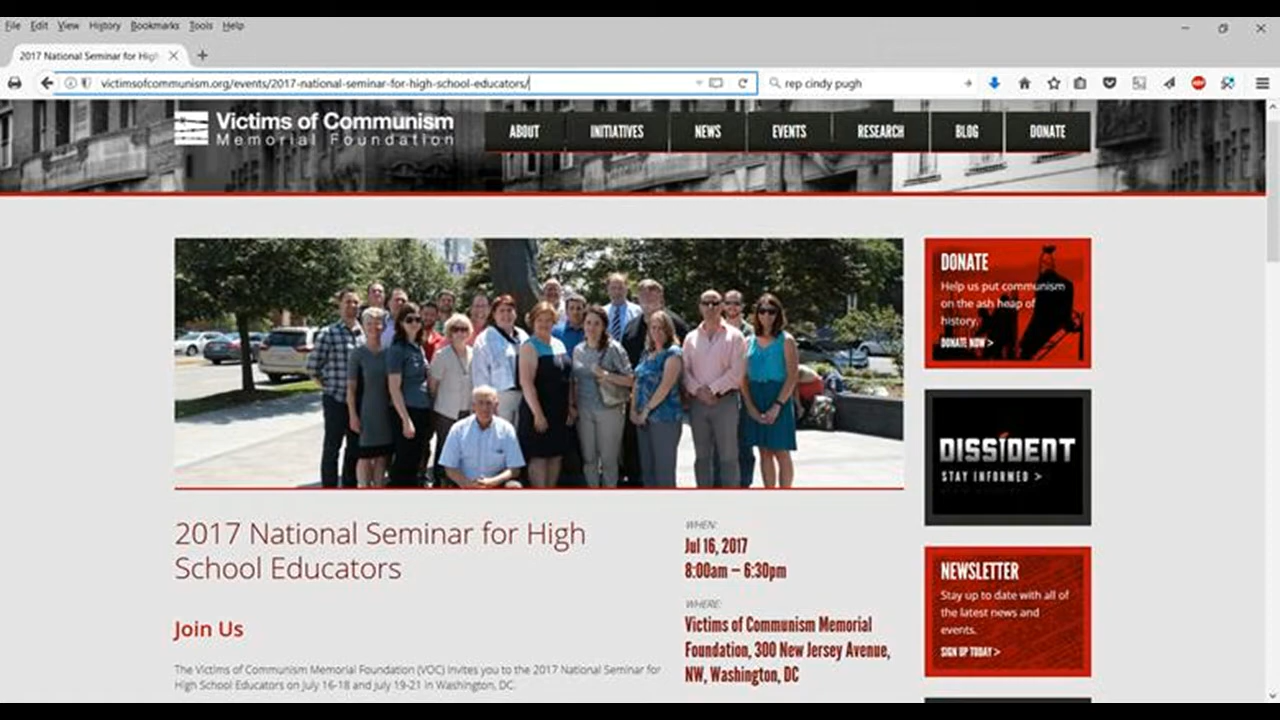 File Edit View History Bookmarks Tools Help
2017 National Seminar for High
victimsofcommunism.org/events/2017-national-seminar-for-high-school-educators/
rep cindy pugh
Victims of Communism
Memorial Foundation
ABOUT INITIATIVES NEWS EVENTS RESEARCH BLOG DONATE
2017 National Seminar for High
School Educators
Join Us
The Victims of Communism Memorial Foundation (VOC) invites you to the 2017 National Seminar for
High School Educators on July 16-18 and July 19-21 in Washington, DC.
WHEN:
Jul 16, 2017
8:00am – 6:30pm
WHERE:
Victims of Communism Memorial
Foundation, 300 New Jersey Avenue,
NW, Washington, DC
DONATE
Help us put communism
on the ash heap of
history.
DONATE NOW >
DISSIDENT
STAY INFORMED >
NEWSLETTER
Stay up to date with all of
the latest news and
events.
SIGN UP TODAY >